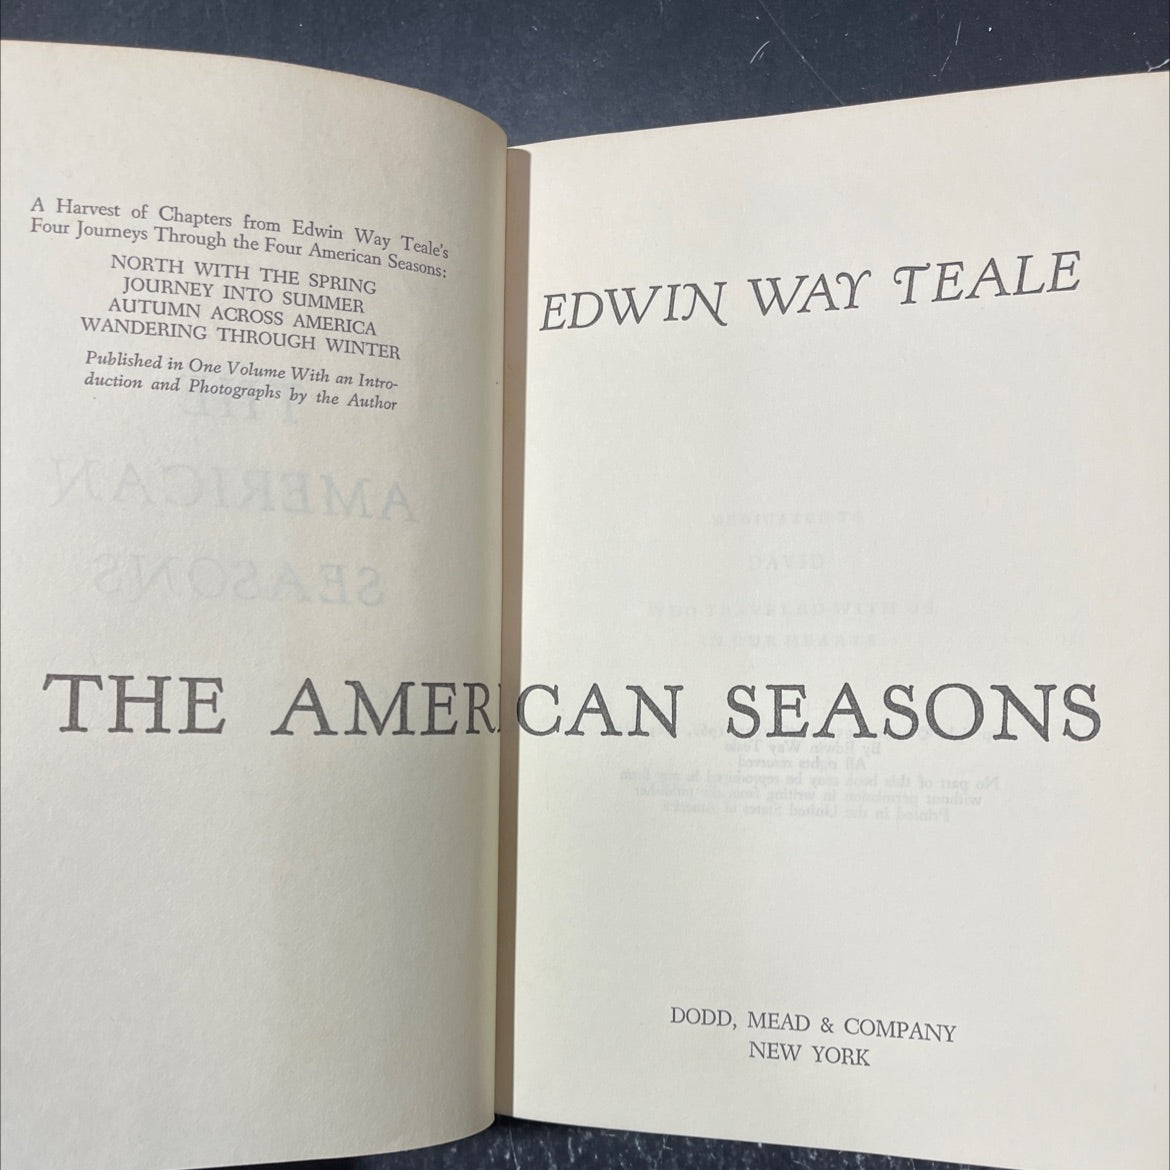 A Harvest of Chapters from Edwin Way Teale's
Four Journeys Through the Four American Seasons:
NORTH WITH THE SPRING
JOURNEY INTO SUMMER
AUTUMN ACROSS AMERICA
WANDERING THROUGH WINTER
Published in One Volume With an Intro-
duction and Photographs by the Author
EDWIN WAY TEALE
THE AMERICAN SEASONS
DODD, MEAD & COMPANY
NEW YORK